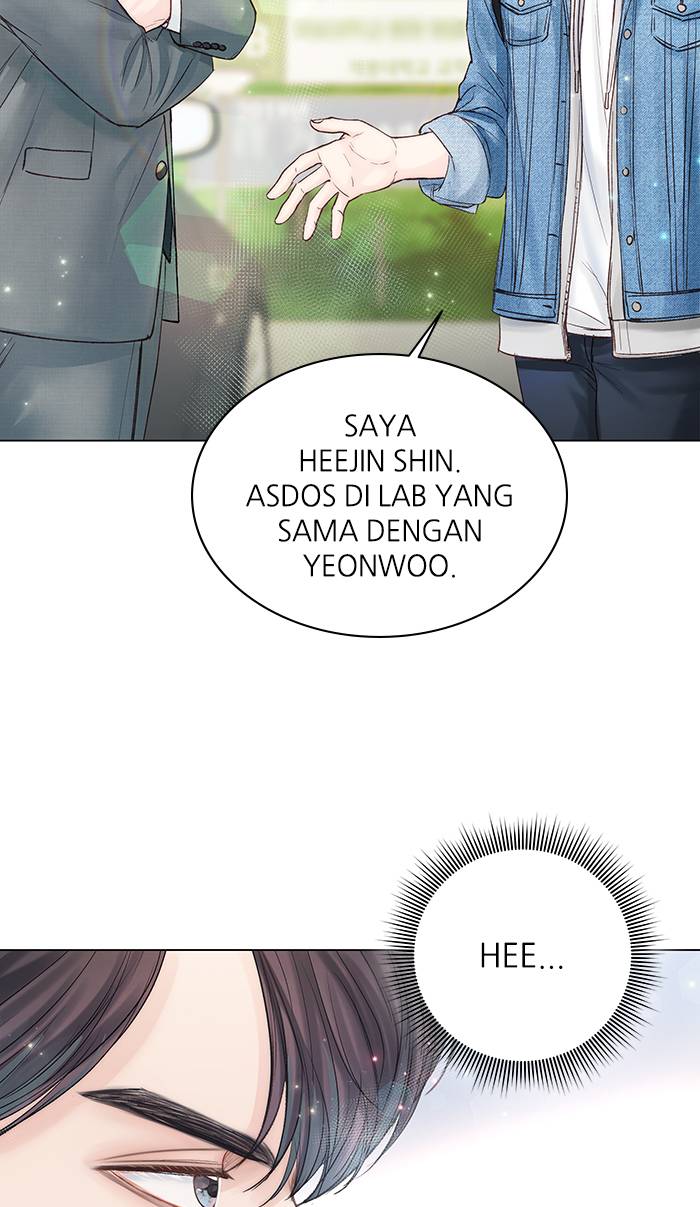 SAYA
HEEJIN SHIN.
ASDOS DI LAB YANG
SAMA DENGAN
YEONWOO.
HEE...